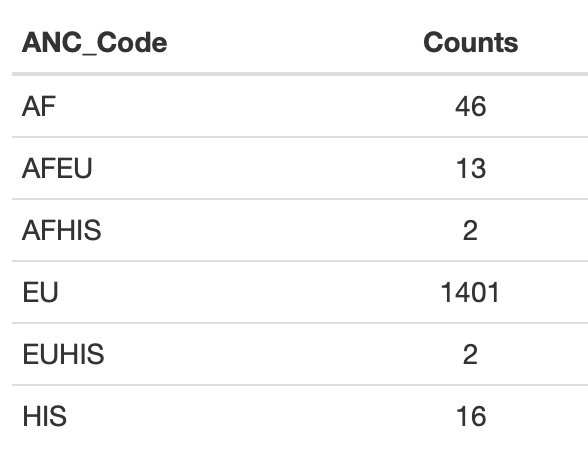 ANC_Code Counts
AF 46
AFEU 13
AFHIS 2
EU 1401
EUHIS 2
HIS 16